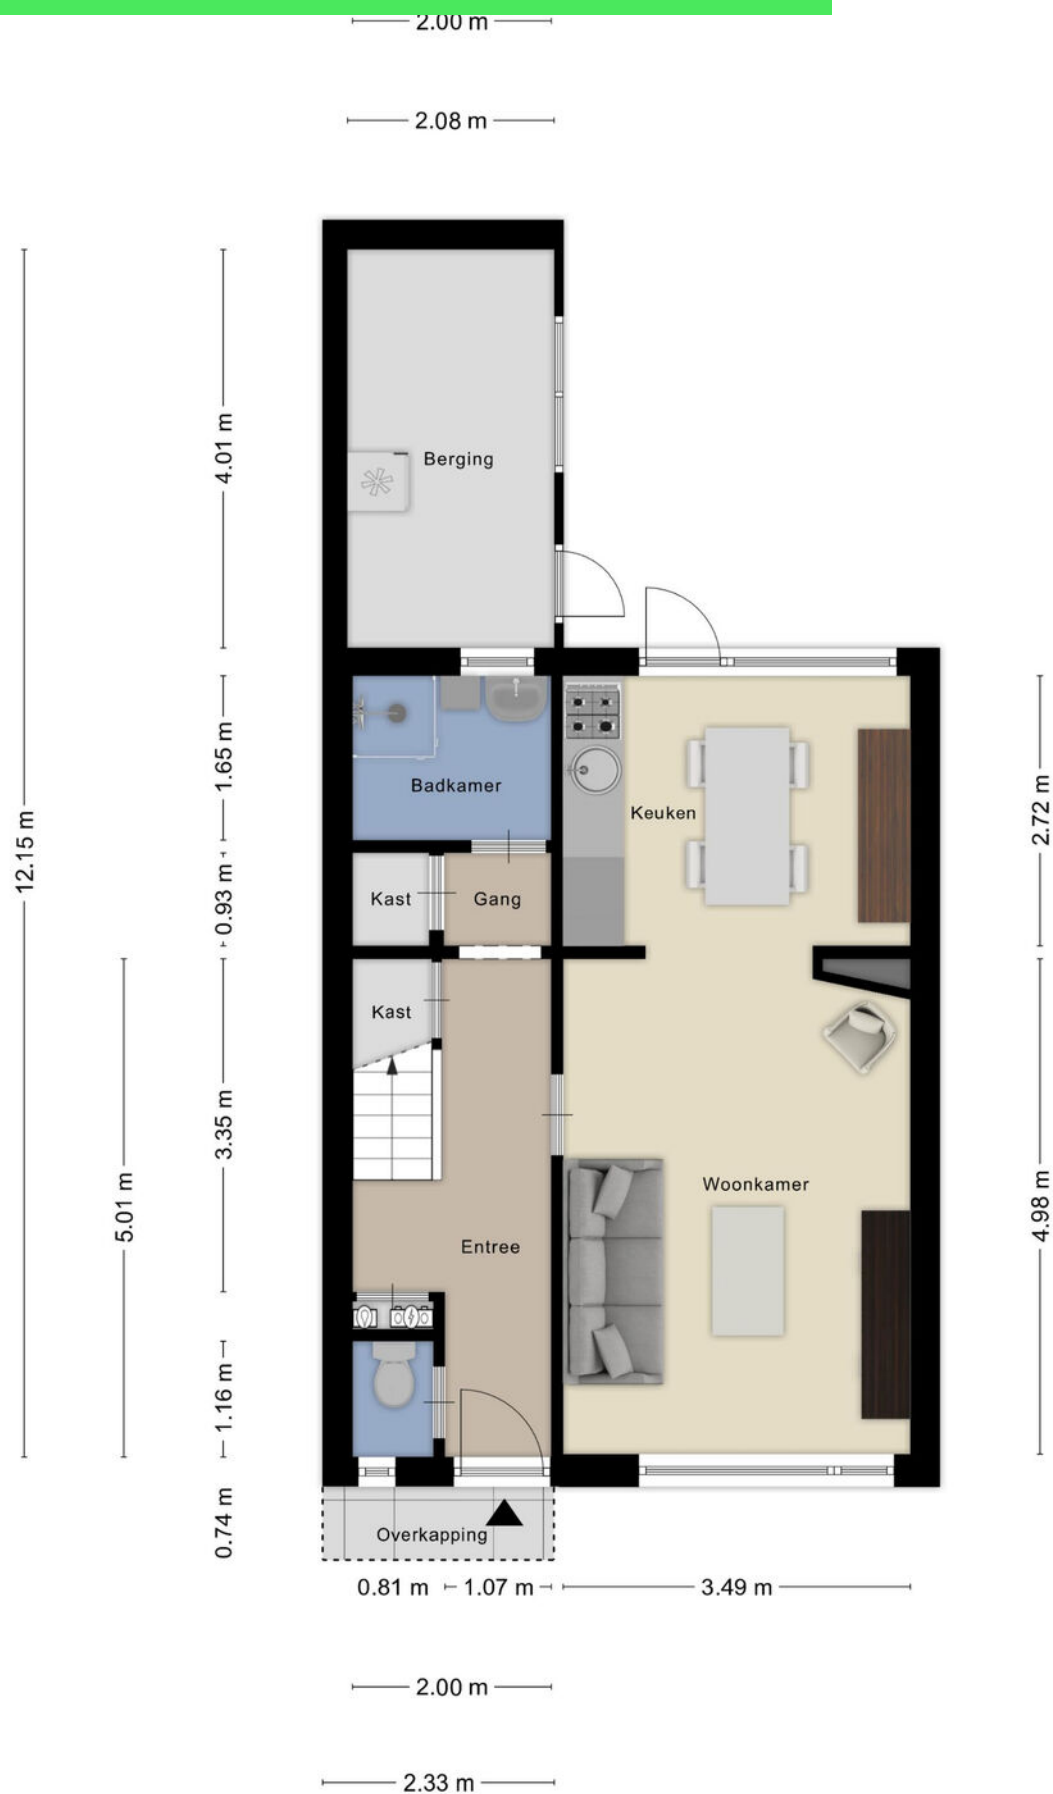 2.00 m
2.08 m
4.01 m
Berging
1.65 m
Badkamer
Keuken
2.72 m
12.15 m
0.93 m
Kast
Gang
Kast
3.35 m
5.01 m
Woonkamer
4.98 m
Entree
1.16 m
0.74 m
Overkapping
0.81 m
1.07 m
3.49 m
2.00 m
2.33 m